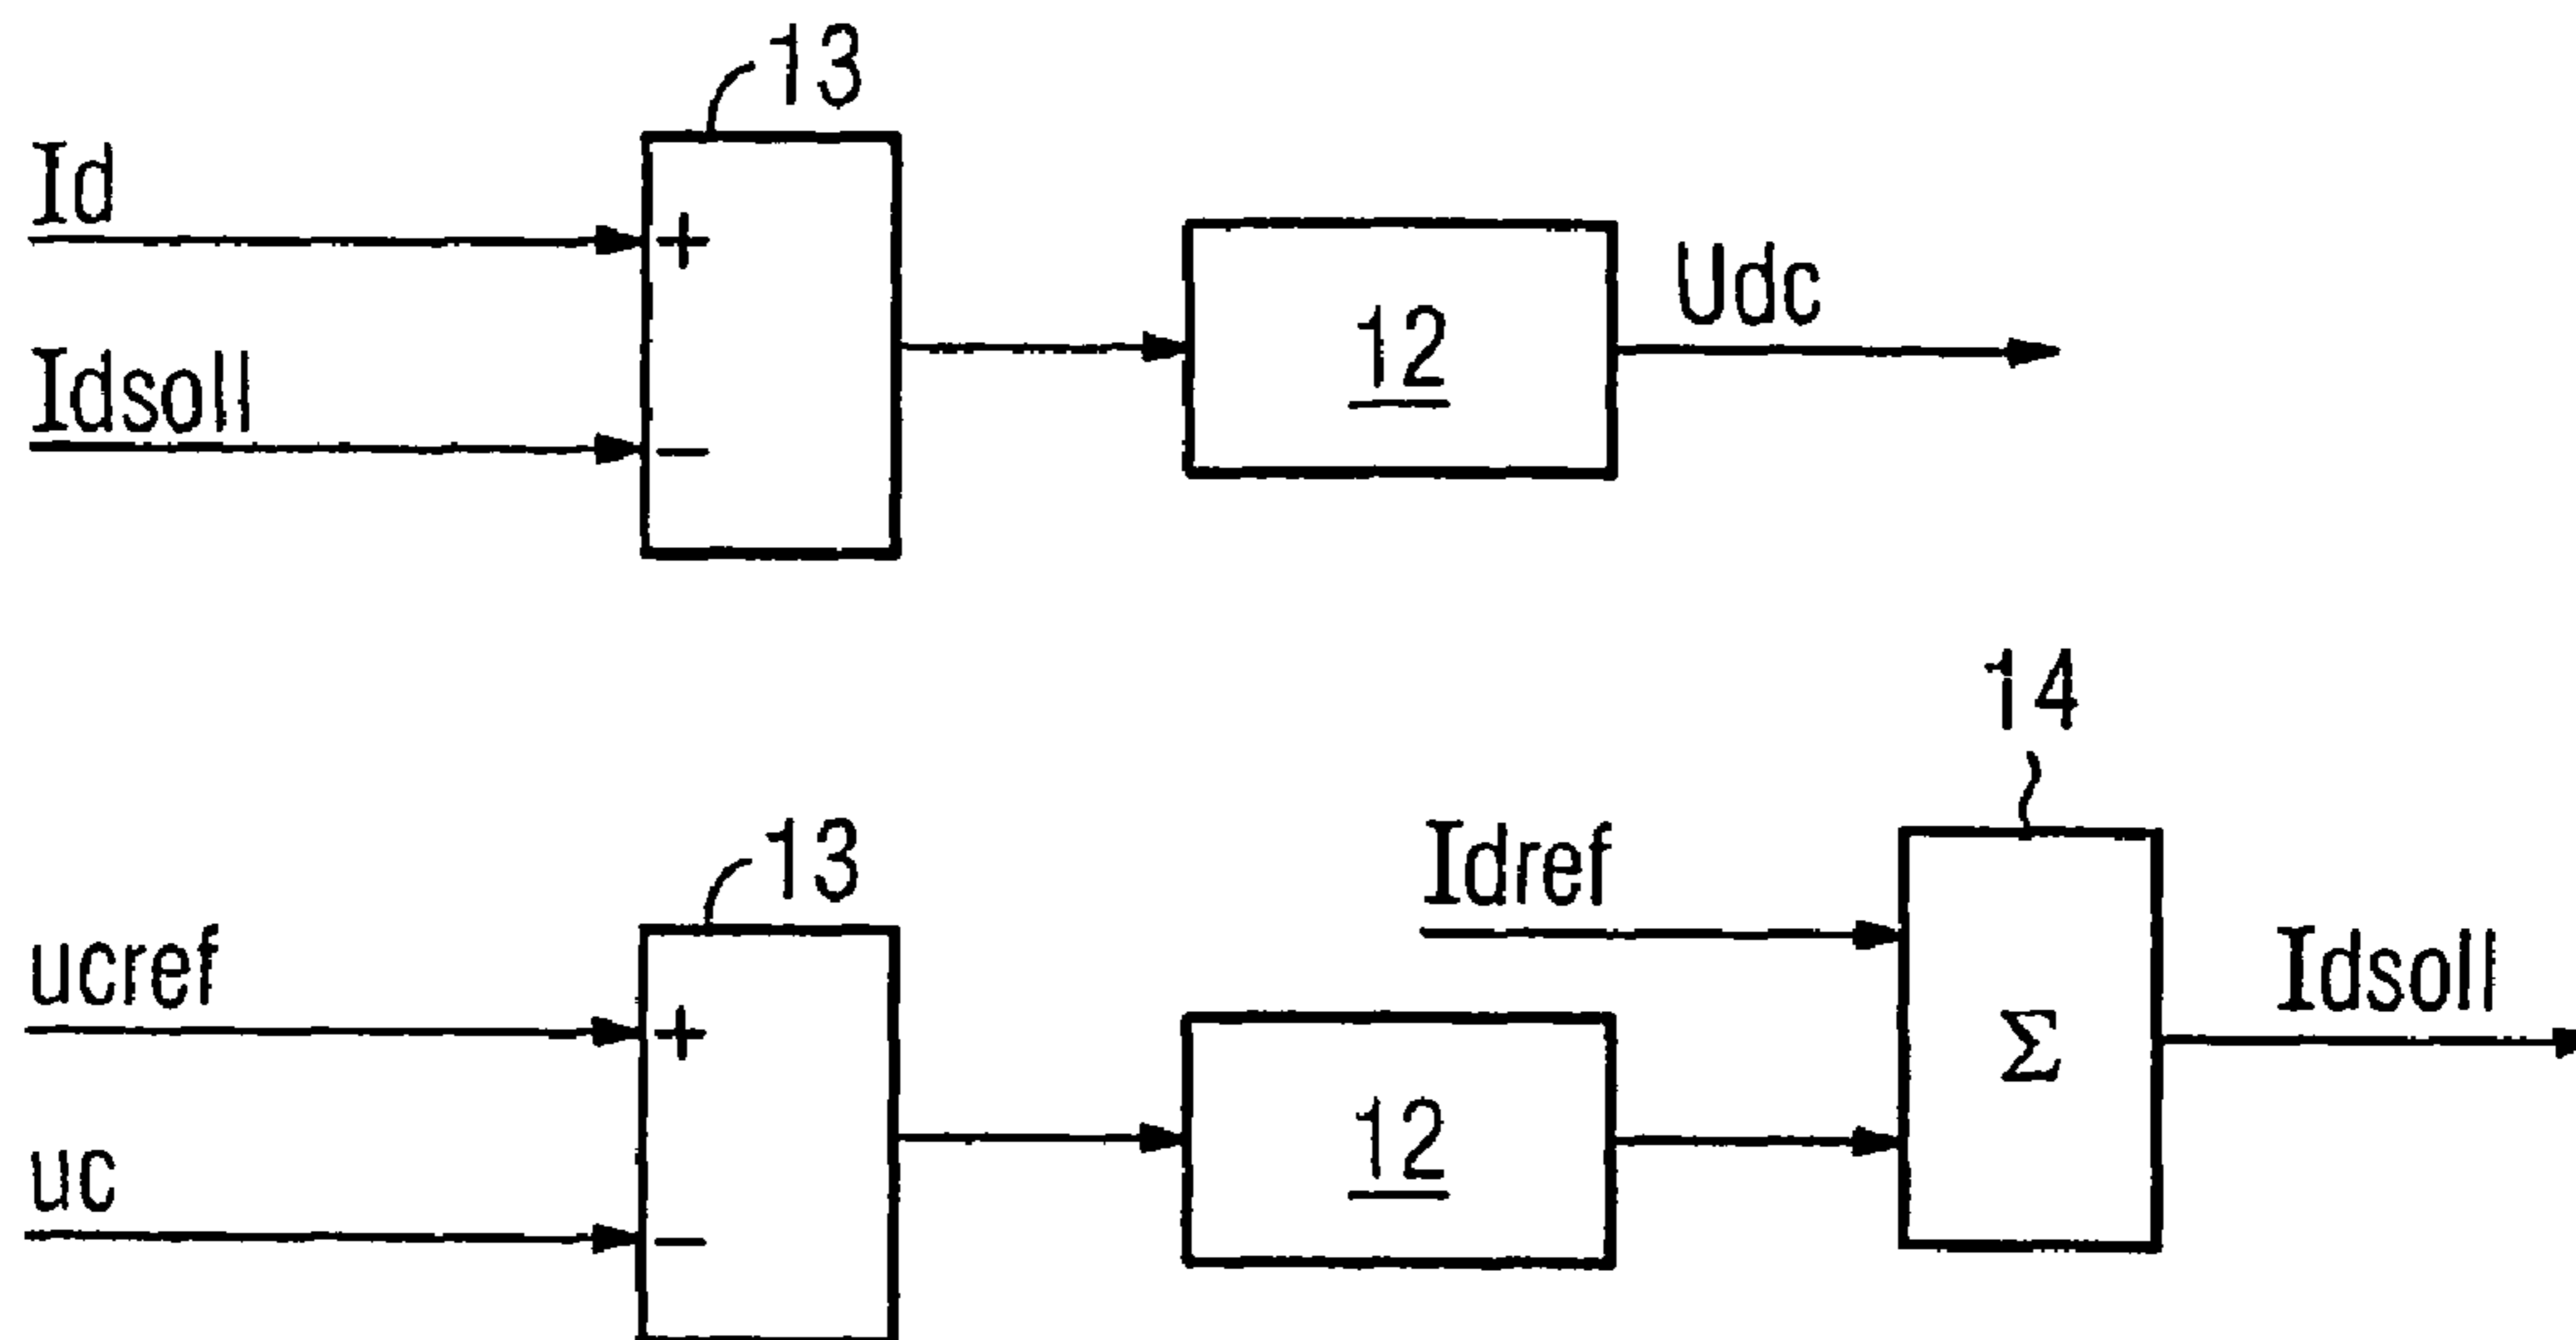 13
Id
+
Idsoll
−
12
Udc
14
13
Idref
ucref
+
Σ
Idsoll
uc
−
12